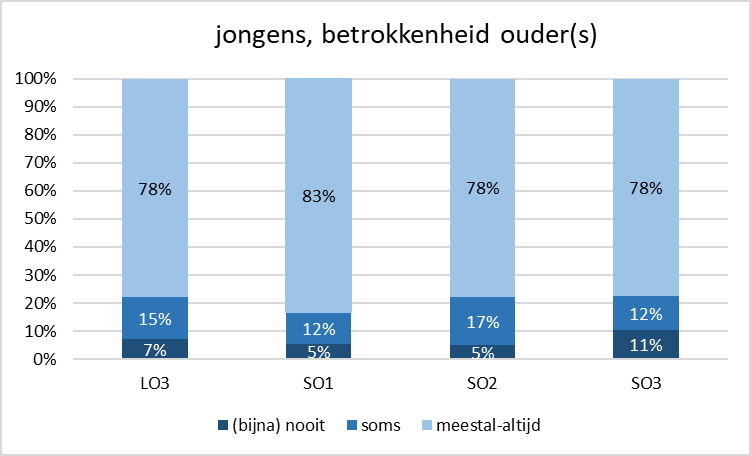 jongens, betrokkenheid ouder(s)
100%
90%
80%
70%
60%
50%
40%
30%
20%
10%
0%
78% 83% 78% 78%
15% 12% 17% 12%
7% 5% 5% 11%
LO3 SO1 SO2 SO3
(bijna) nooit soms meestal-altijd